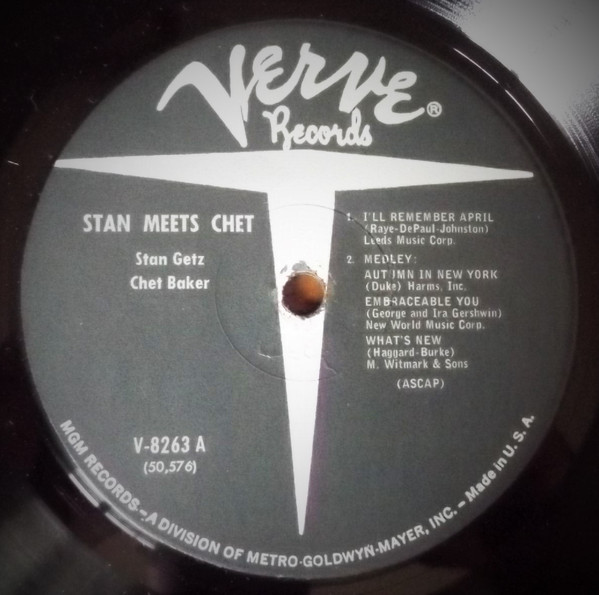 VERVE®
Records
STAN MEETS CHET
Stan Getz
Chet Baker
1. I'LL REMEMBER APRIL
(Raye-DePaul-Johnston)
Leeds Music Corp.
2. MEDLEY:
AUTUMN IN NEW YORK
(Duke) Harms, Inc.
EMBRACEABLE YOU
(George and Ira Gershwin)
New World Music Corp.
WHAT'S NEW
(Haggard-Burke)
M. Witmark & Sons
(ASCAP)
V-8263 A
(50,576)
MGM RECORDS-A DIVISION OF METRO-GOLDWYN-MAYER, INC. - Made in U. S. A.